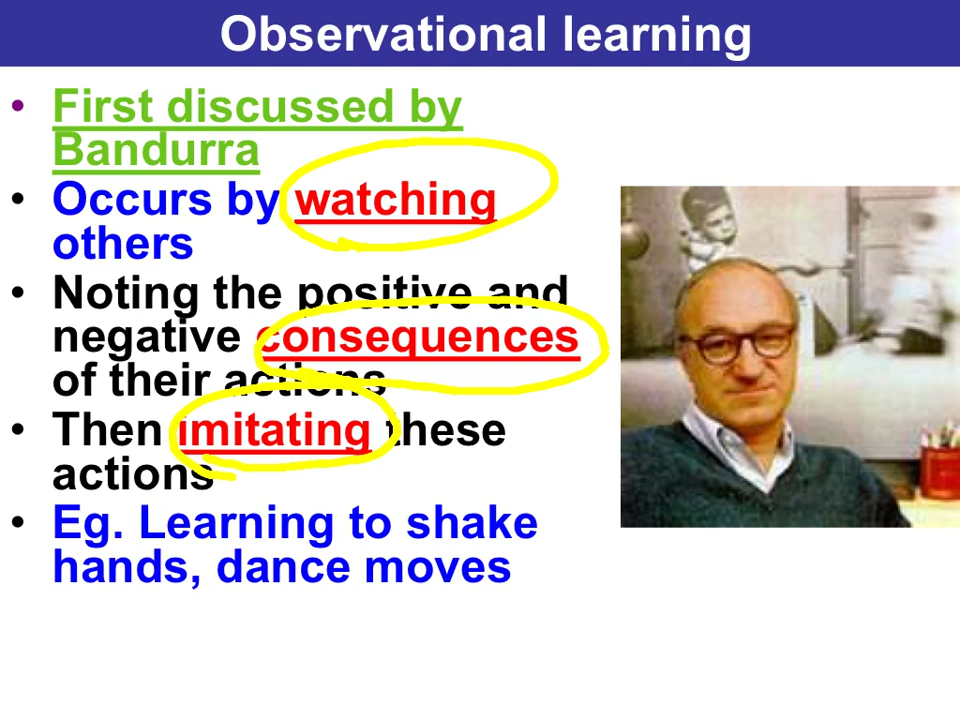 Observational learning
• First discussed by
Bandurra
• Occurs by watching
others
• Noting the positive and
negative consequences
of their actions
• Then imitating these
actions
• Eg. Learning to shake
hands, dance moves